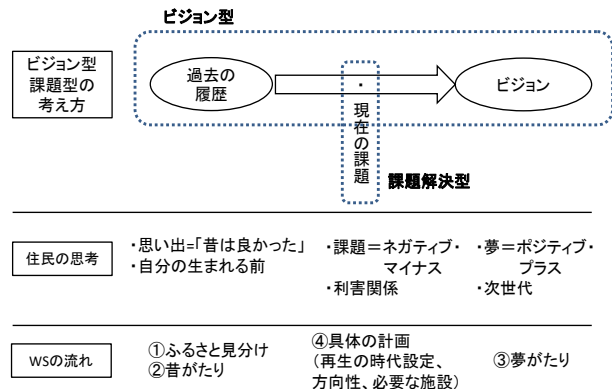 ビジョン型
ビジョン型
課題型の
考え方
過去の
履歴
・現在の課題
ビジョン
課題解決型
住民の思考
・思い出=「昔は良かった」
・自分の生まれる前
・課題＝ネガティブ・
マイナス
・利害関係
・夢＝ポジティブ・
プラス
・次世代
WSの流れ
①ふるさと見分け
②昔がたり
④具体の計画
(再生の時代設定、
方向性、必要な施設)
③夢がたり